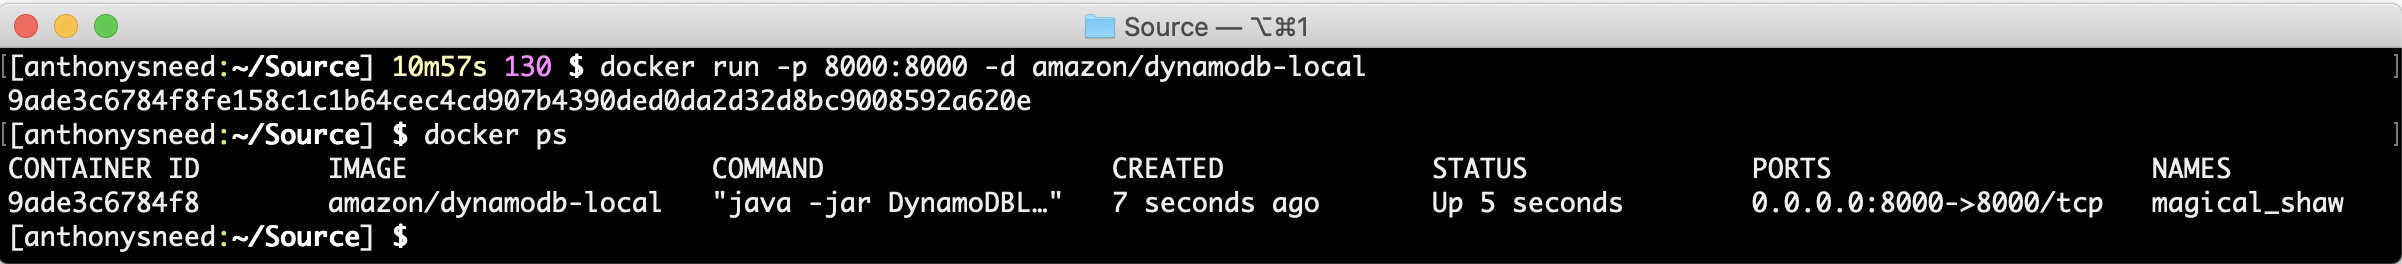 Source — ⌥⌘1
[[anthonysneed:~/Source] 10m57s 130 $ docker run -p 8000:8000 -d amazon/dynamodb-local ]
9ade3c6784f8fe158c1c1b64cec4cd907b4390ded0da2d32d8bc9008592a620e
[[anthonysneed:~/Source] $ docker ps ]
CONTAINER ID IMAGE COMMAND CREATED STATUS PORTS NAMES
9ade3c6784f8 amazon/dynamodb-local "java -jar DynamoDBL…" 7 seconds ago Up 5 seconds 0.0.0.0:8000->8000/tcp magical_shaw
[anthonysneed:~/Source] $